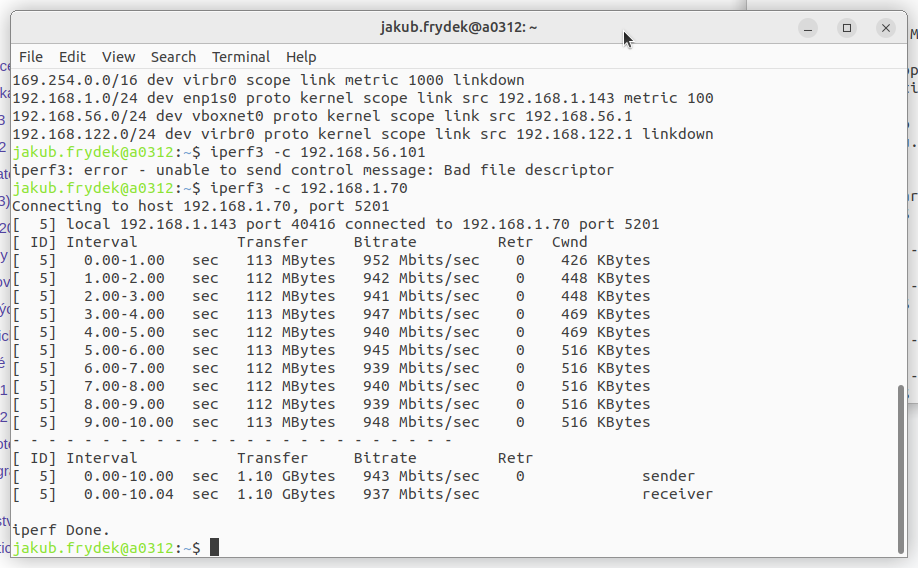 jakub.frydek@a0312: ~
File Edit View Search Terminal Help
169.254.0.0/16 dev virbr0 scope link metric 1000 linkdown
192.168.1.0/24 dev enp1s0 proto kernel scope link src 192.168.1.143 metric 100
192.168.56.0/24 dev vboxnet0 proto kernel scope link src 192.168.56.1
192.168.122.0/24 dev virbr0 proto kernel scope link src 192.168.122.1 linkdown
jakub.frydek@a0312:~$ iperf3 -c 192.168.56.101
iperf3: error - unable to send control message: Bad file descriptor
jakub.frydek@a0312:~$ iperf3 -c 192.168.1.70
Connecting to host 192.168.1.70, port 5201
[  5] local 192.168.1.143 port 40416 connected to 192.168.1.70 port 5201
[ ID] Interval           Transfer     Bitrate         Retr  Cwnd
[  5]   0.00-1.00   sec   113 MBytes   952 Mbits/sec    0    426 KBytes
[  5]   1.00-2.00   sec   112 MBytes   942 Mbits/sec    0    448 KBytes
[  5]   2.00-3.00   sec   112 MBytes   941 Mbits/sec    0    448 KBytes
[  5]   3.00-4.00   sec   113 MBytes   947 Mbits/sec    0    469 KBytes
[  5]   4.00-5.00   sec   112 MBytes   940 Mbits/sec    0    469 KBytes
[  5]   5.00-6.00   sec   113 MBytes   945 Mbits/sec    0    516 KBytes
[  5]   6.00-7.00   sec   112 MBytes   939 Mbits/sec    0    516 KBytes
[  5]   7.00-8.00   sec   112 MBytes   940 Mbits/sec    0    516 KBytes
[  5]   8.00-9.00   sec   112 MBytes   939 Mbits/sec    0    516 KBytes
[  5]   9.00-10.00  sec   113 MBytes   948 Mbits/sec    0    516 KBytes
- - - - - - - - - - - - - - - - - - - - - - - - -
[ ID] Interval           Transfer     Bitrate         Retr
[  5]   0.00-10.00  sec  1.10 GBytes   943 Mbits/sec    0             sender
[  5]   0.00-10.04  sec  1.10 GBytes   937 Mbits/sec                  receiver
iperf Done.
jakub.frydek@a0312:~$